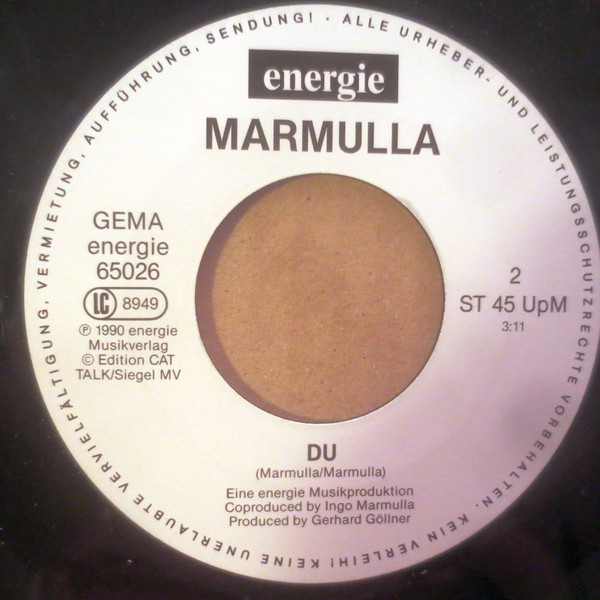 ALLE URHEBER- UND LEISTUNGSSCHUTZRECHTE VORBEHALTEN. KEIN VERLEIH! KEINE UNERLAUBTE VERVIELFÄLTIGUNG, VERMIETUNG, AUFFÜHRUNG, SENDUNG! ·
energie
MARMULLA
GEMA
energie
65026
LC 8949
℗ 1990 energie
Musikverlag
© Edition CAT
TALK/Siegel MV
2
ST 45 UpM
3:11
DU
(Marmulla/Marmulla)
Eine energie Musikproduktion
Coproduced by Ingo Marmulla
Produced by Gerhard Göllner